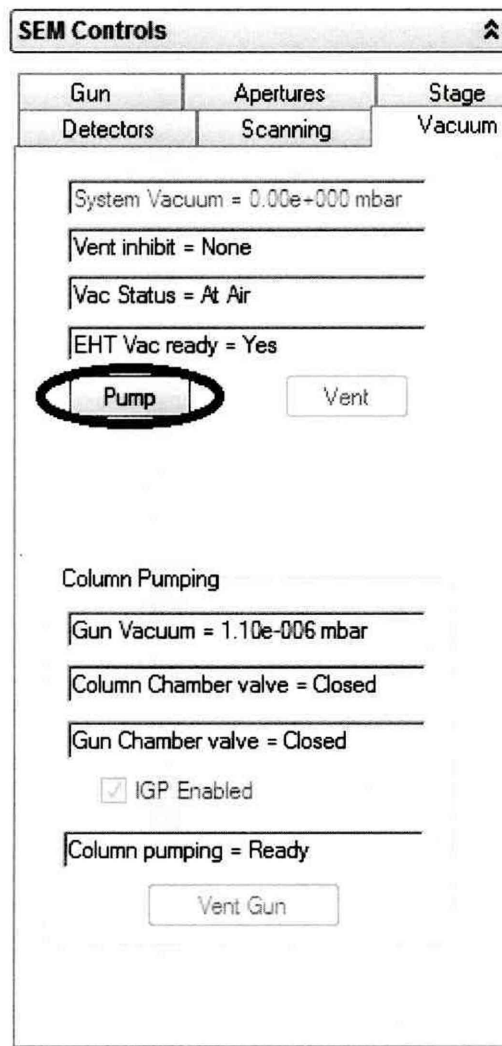 SEM Controls
Gun
Apertures
Stage
Detectors
Scanning
Vacuum
System Vacuum = 0.00e+000 mbar
Vent inhibit = None
Vac Status = At Air
EHT Vac ready = Yes
Pump
Vent
Column Pumping
Gun Vacuum = 1.10e-006 mbar
Column Chamber valve = Closed
Gun Chamber valve = Closed
IGP Enabled
Column pumping = Ready
Vent Gun